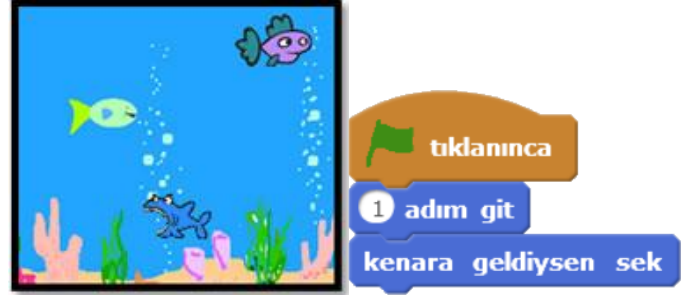 tıklanınca
1 adım git
kenara geldiysen sek